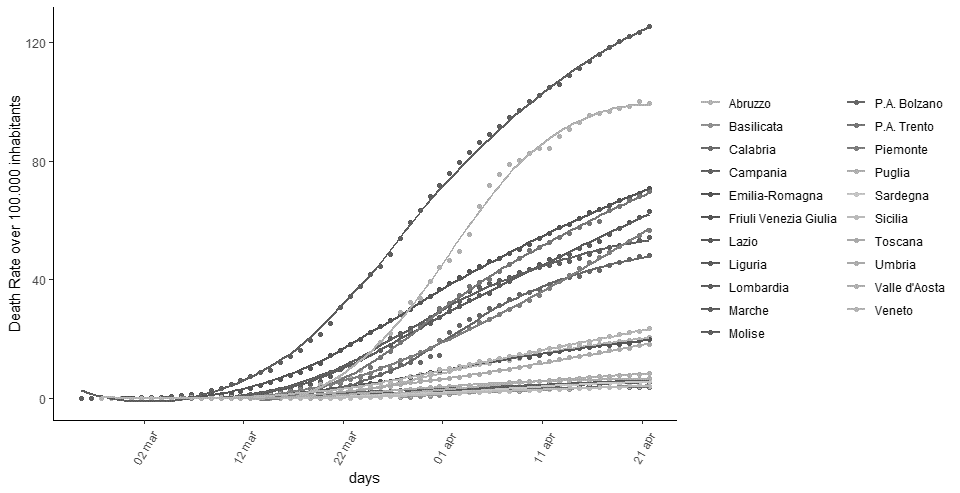 Death Rate over 100.000 inhabitants
120
80
40
0
02 mar
12 mar
22 mar
01 apr
11 apr
21 apr
days
Abruzzo
Basilicata
Calabria
Campania
Emilia-Romagna
Friuli Venezia Giulia
Lazio
Liguria
Lombardia
Marche
Molise
P.A. Bolzano
P.A. Trento
Piemonte
Puglia
Sardegna
Sicilia
Toscana
Umbria
Valle d'Aosta
Veneto